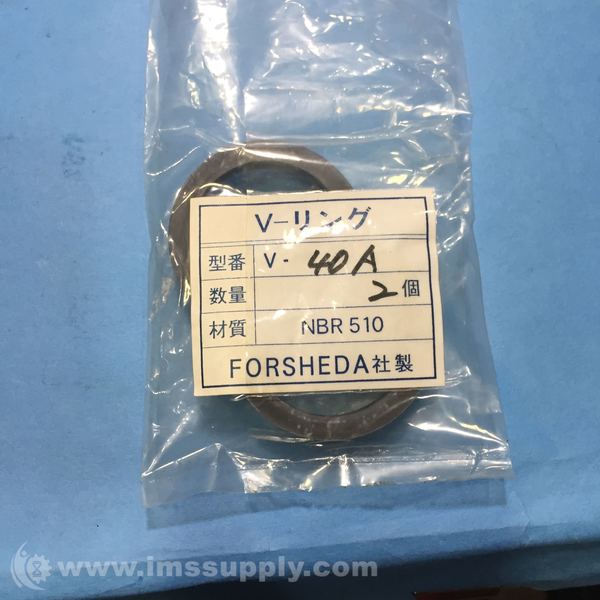 V-リング
型番 V- 40A
数量 2個
材質 NBR 510
FORSHEDA社製
www.imssupply.com